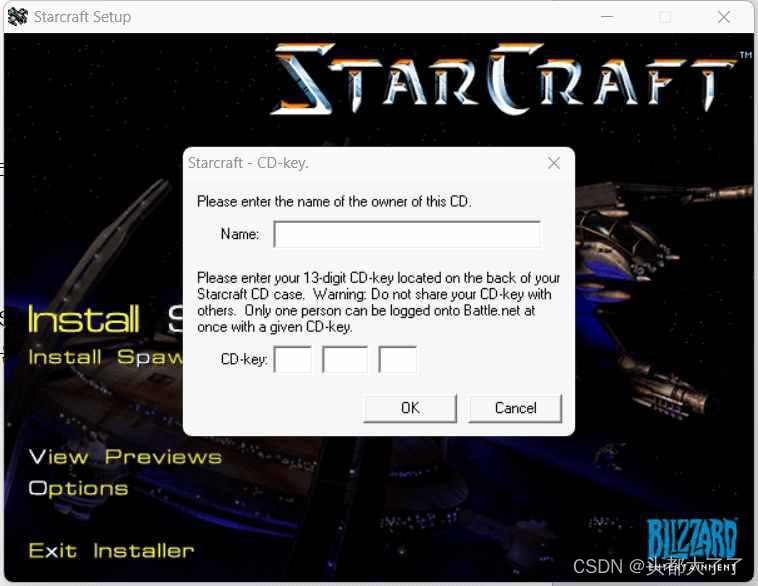 Starcraft Setup
STARCRAFT
TM
Starcraft - CD-key.
Please enter the name of the owner of this CD.
Name:
Please enter your 13-digit CD-key located on the back of your
Starcraft CD case. Warning: Do not share your CD-key with
others. Only one person can be logged onto Battle.net at
once with a given CD-key.
CD-key:
OK
Cancel
Install S
Install Spaw
View Previews
Options
Exit Installer
BLIZZARD
ENTERTAINMENT
CSDN @头都大了了